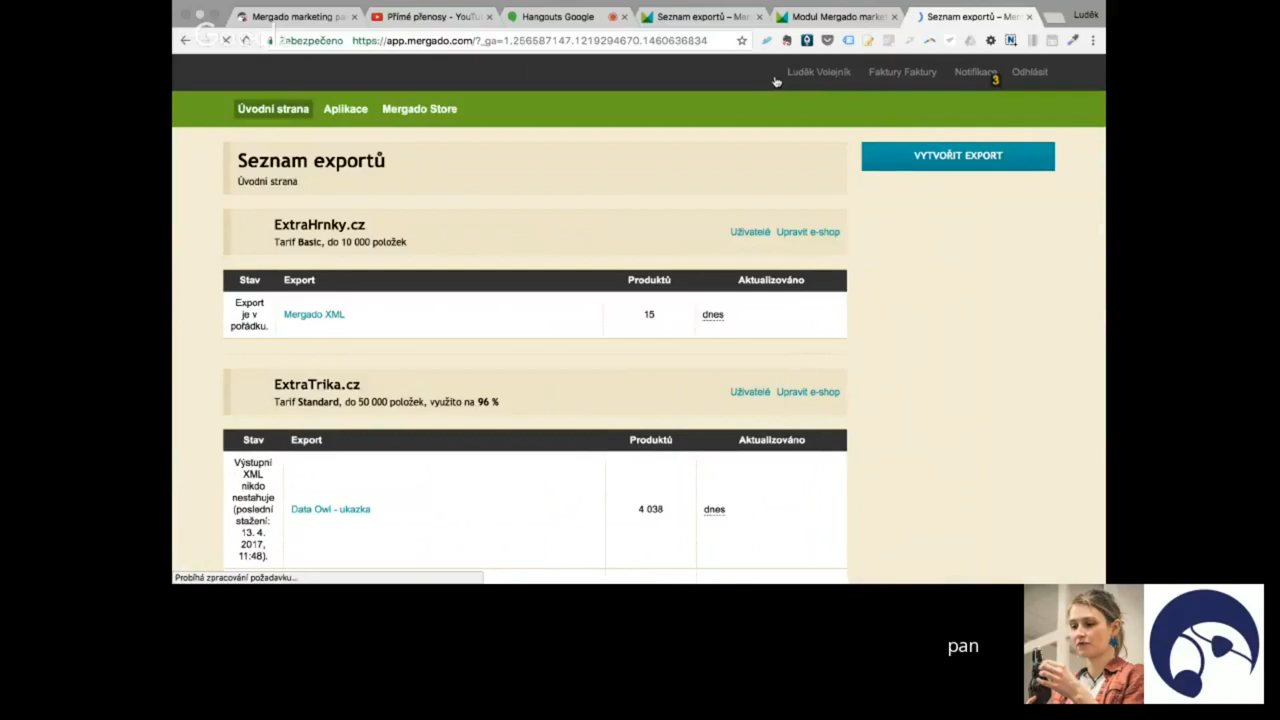 Mergado marketing pa
Přímé přenosy – YouTu
Hangouts Google
Seznam exportů – Mer
Modul Mergado market
Seznam exportů – Mer
Luděk
Zabezpečeno
https://app.mergado.com/?_ga=1.256587147.1219294670.1460636834
Luděk Volejník
Faktury Faktury
Notifikace
3
Odhlásit
Úvodní strana
Aplikace
Mergado Store
Seznam exportů
Úvodní strana
VYTVOŘIT EXPORT
ExtraHrnky.cz
Tarif Basic, do 10 000 položek
Uživatelé Upravit e-shop
Stav Export Produktů Aktualizováno
Export
je v
pořádku.
Mergado XML
15
dnes
ExtraTrika.cz
Tarif Standard, do 50 000 položek, využito na 96 %
Uživatelé Upravit e-shop
Stav Export Produktů Aktualizováno
Výstupní
XML
nikdo
nestahuje
(poslední
stažení:
13. 4.
2017,
11:48).
Data Owl - ukazka
4 038
dnes
Probíhá zpracování požadavku...
pan